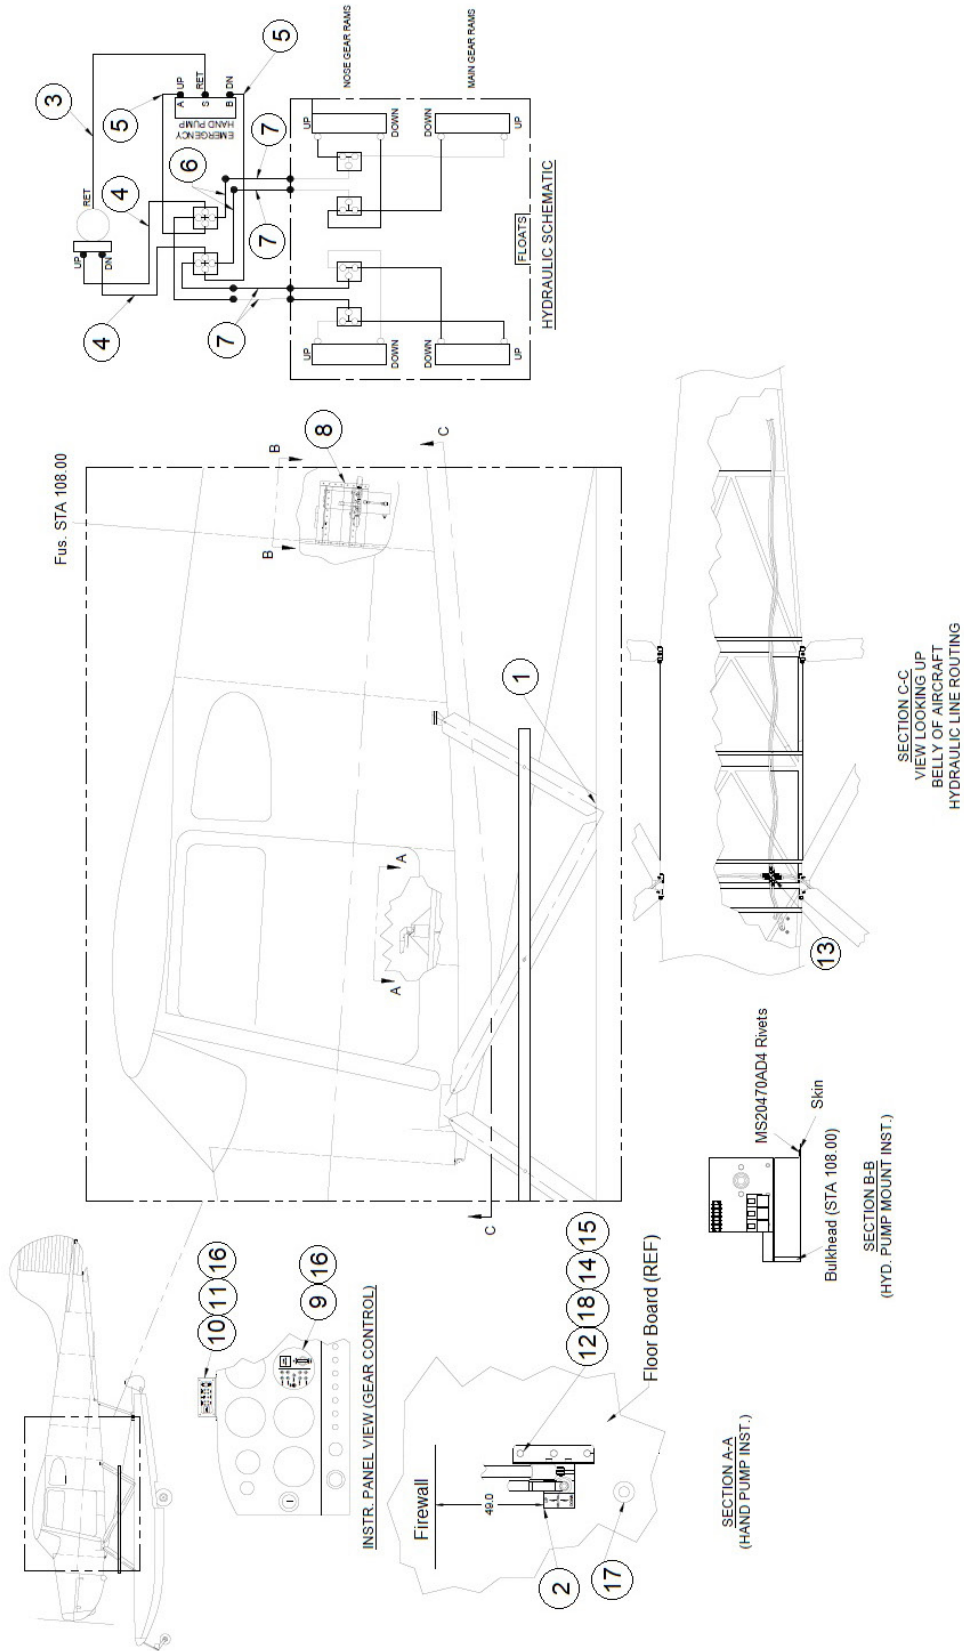 3
4
4
5
5
6
7
7
7
RET
UP
DN
A UP
S RET
B DN
EMERGENCY
HAND PUMP
UP
DOWN
DOWN
UP
UP
DOWN
DOWN
UP
NOSE GEAR RAMS
MAIN GEAR RAMS
FLOATS
HYDRAULIC SCHEMATIC
Fus. STA 108.00
B
B
8
C
C
1
A
A
10 11 16
9 16
INSTR. PANEL VIEW (GEAR CONTROL)
12 18 14 15
Floor Board (REF)
Firewall
49.0
2
17
SECTION A-A
(HAND PUMP INST.)
MS20470AD4 Rivets
Skin
Bulkhead (STA 108.00)
SECTION B-B
(HYD. PUMP MOUNT INST.)
13
SECTION C-C
VIEW LOOKING UP
BELLY OF AIRCRAFT
HYDRAULIC LINE ROUTING